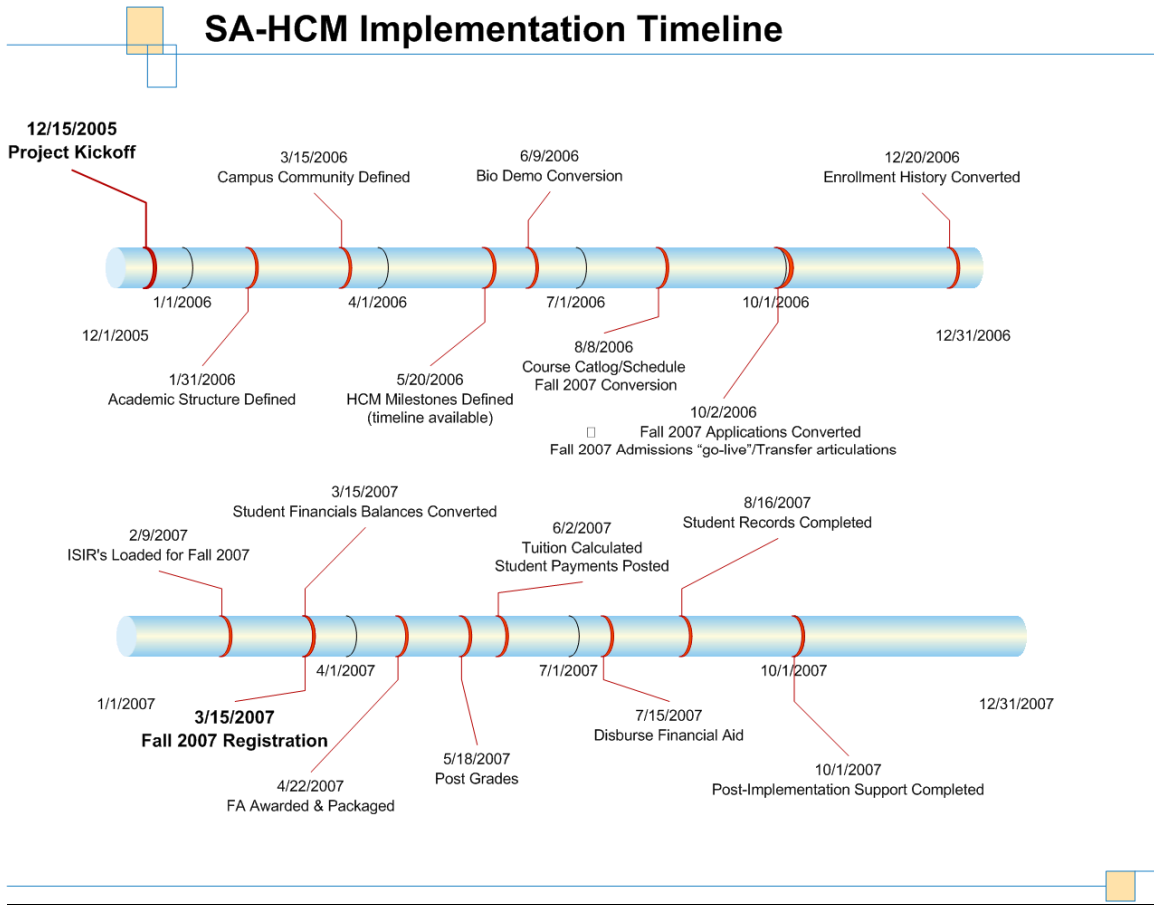 SA-HCM Implementation Timeline
12/15/2005
Project Kickoff
3/15/2006
Campus Community Defined
6/9/2006
Bio Demo Conversion
12/20/2006
Enrollment History Converted
1/1/2006
4/1/2006
7/1/2006
10/1/2006
12/1/2005
12/31/2006
1/31/2006
Academic Structure Defined
5/20/2006
HCM Milestones Defined
(timeline available)
8/8/2006
Course Catlog/Schedule
Fall 2007 Conversion
10/2/2006
Fall 2007 Applications Converted
Fall 2007 Admissions “go-live”/Transfer articulations
2/9/2007
ISIR's Loaded for Fall 2007
3/15/2007
Student Financials Balances Converted
6/2/2007
Tuition Calculated
Student Payments Posted
8/16/2007
Student Records Completed
4/1/2007
7/1/2007
10/1/2007
1/1/2007
12/31/2007
3/15/2007
Fall 2007 Registration
4/22/2007
FA Awarded & Packaged
5/18/2007
Post Grades
7/15/2007
Disburse Financial Aid
10/1/2007
Post-Implementation Support Completed